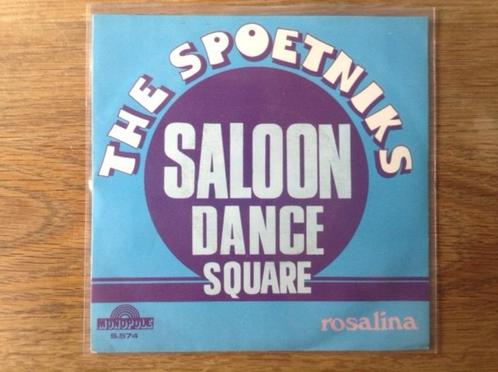 THE SPOETNIKS
SALOON
DANCE
SQUARE
MONOPOLE
S.574
rosalina